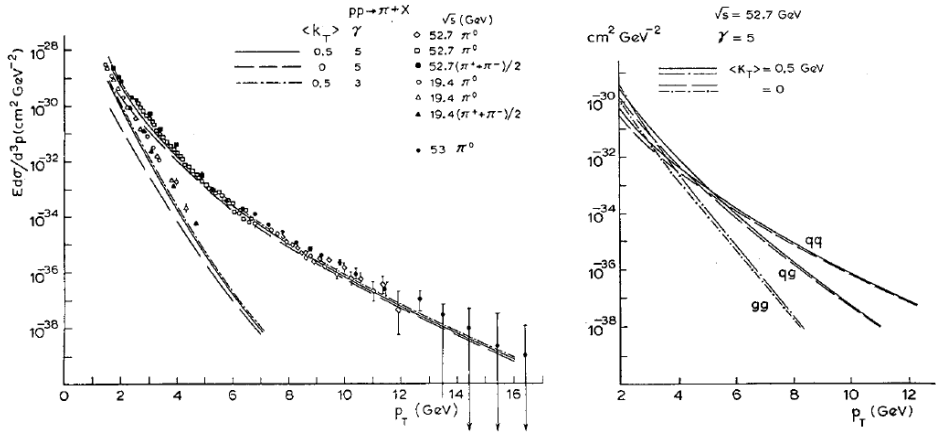 pp→π+X
<k_T> γ
0.5 5
0 5
0.5 3
√s (GeV)
52.7 π⁰
52.7 π⁰
52.7(π⁺+π⁻)/2
19.4 π⁰
19.4 π⁰
19.4(π⁺+π⁻)/2
53 π⁰
Edσ/d³p(cm² GeV⁻²)
10⁻²⁸
10⁻³⁰
10⁻³²
10⁻³⁴
10⁻³⁶
10⁻³⁸
0 2 4 6 8 10 12 14 16
p_T (GeV)
√s = 52.7 GeV
cm² GeV⁻²
γ = 5
<K_T> = 0,5 GeV
= 0
10⁻³⁰
10⁻³²
10⁻³⁴
10⁻³⁶
10⁻³⁸
qq
qg
gg
2 4 6 8 10 12
p_T (GeV)